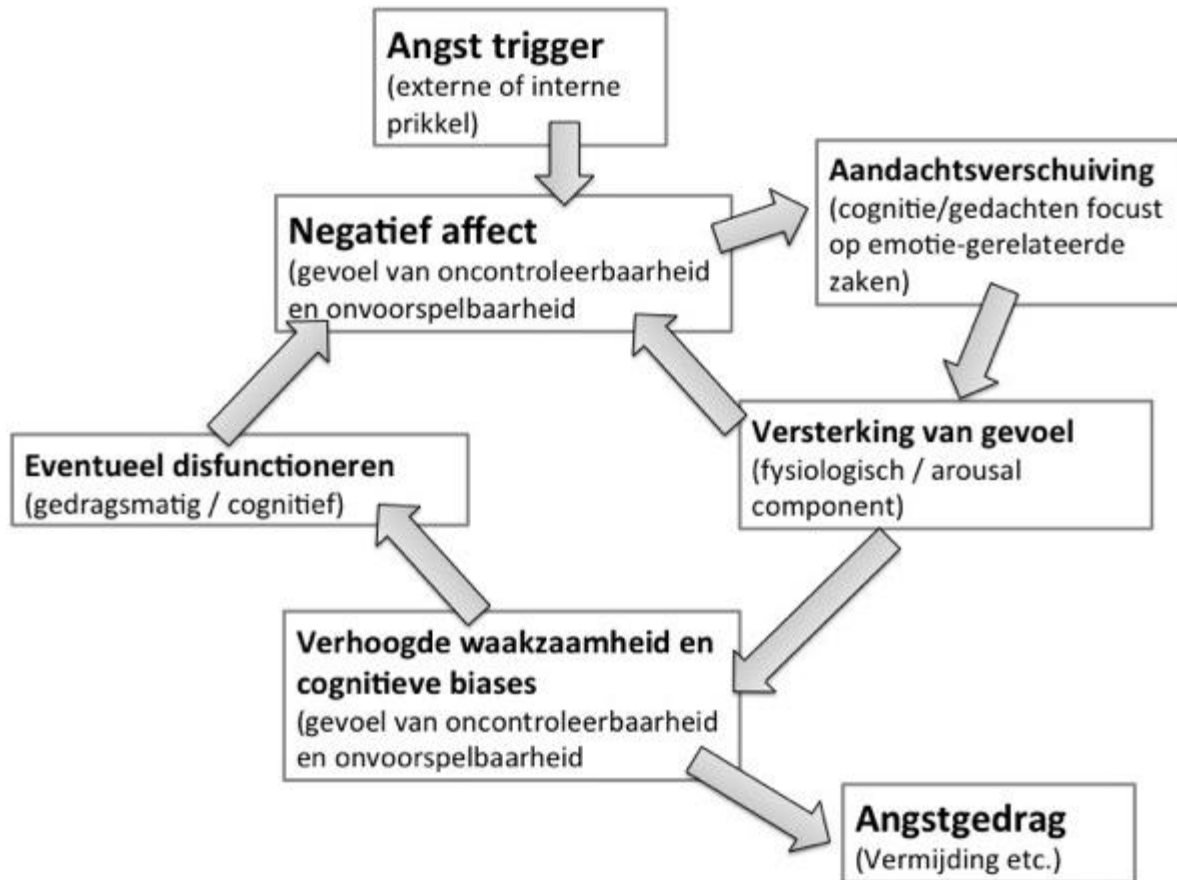 Angst trigger
(externe of interne
prikkel)
Aandachtsverschuiving
(cognitie/gedachten focust
op emotie-gerelateerde
zaken)
Negatief affect
(gevoel van oncontroleerbaarheid
en onvoorspelbaarheid
Versterking van gevoel
(fysiologisch / arousal
component)
Eventueel disfunctioneren
(gedragsmatig / cognitief)
Verhoogde waakzaamheid en
cognitieve biases
(gevoel van oncontroleerbaarheid
en onvoorspelbaarheid
Angstgedrag
(Vermijding etc.)